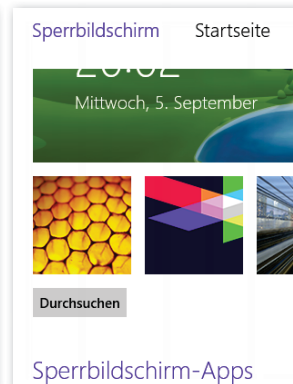 Sperrbildschirm Startseite
Mittwoch, 5. September
Durchsuchen
Sperrbildschirm-Apps